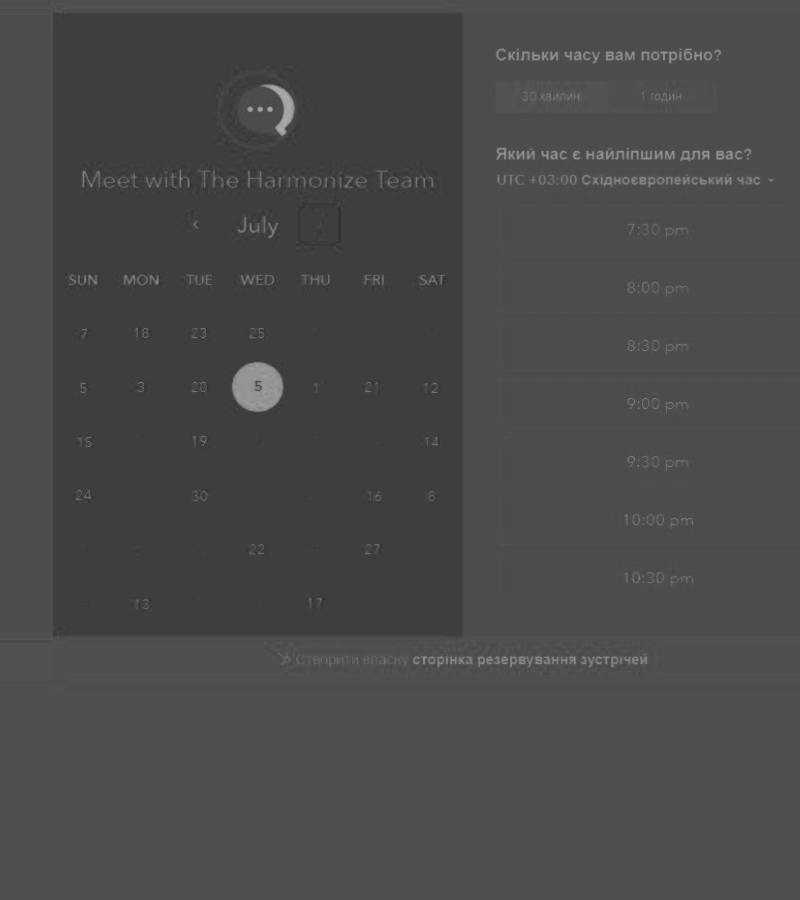 Meet with The Harmonize Team
July
SUN MON TUE WED THU FRI SAT
7 18 23 25
5 3 20 5 1 21 12
15 19 14
24 30 16 8
22 27
13 17
Скільки часу вам потрібно?
30 хвилин 1 годин
Який час є найліпшим для вас?
UTC +03:00 Східноєвропейський час
7:30 pm
8:00 pm
8:30 pm
9:00 pm
9:30 pm
10:00 pm
10:30 pm
Створити власну сторінка резервування зустрічей